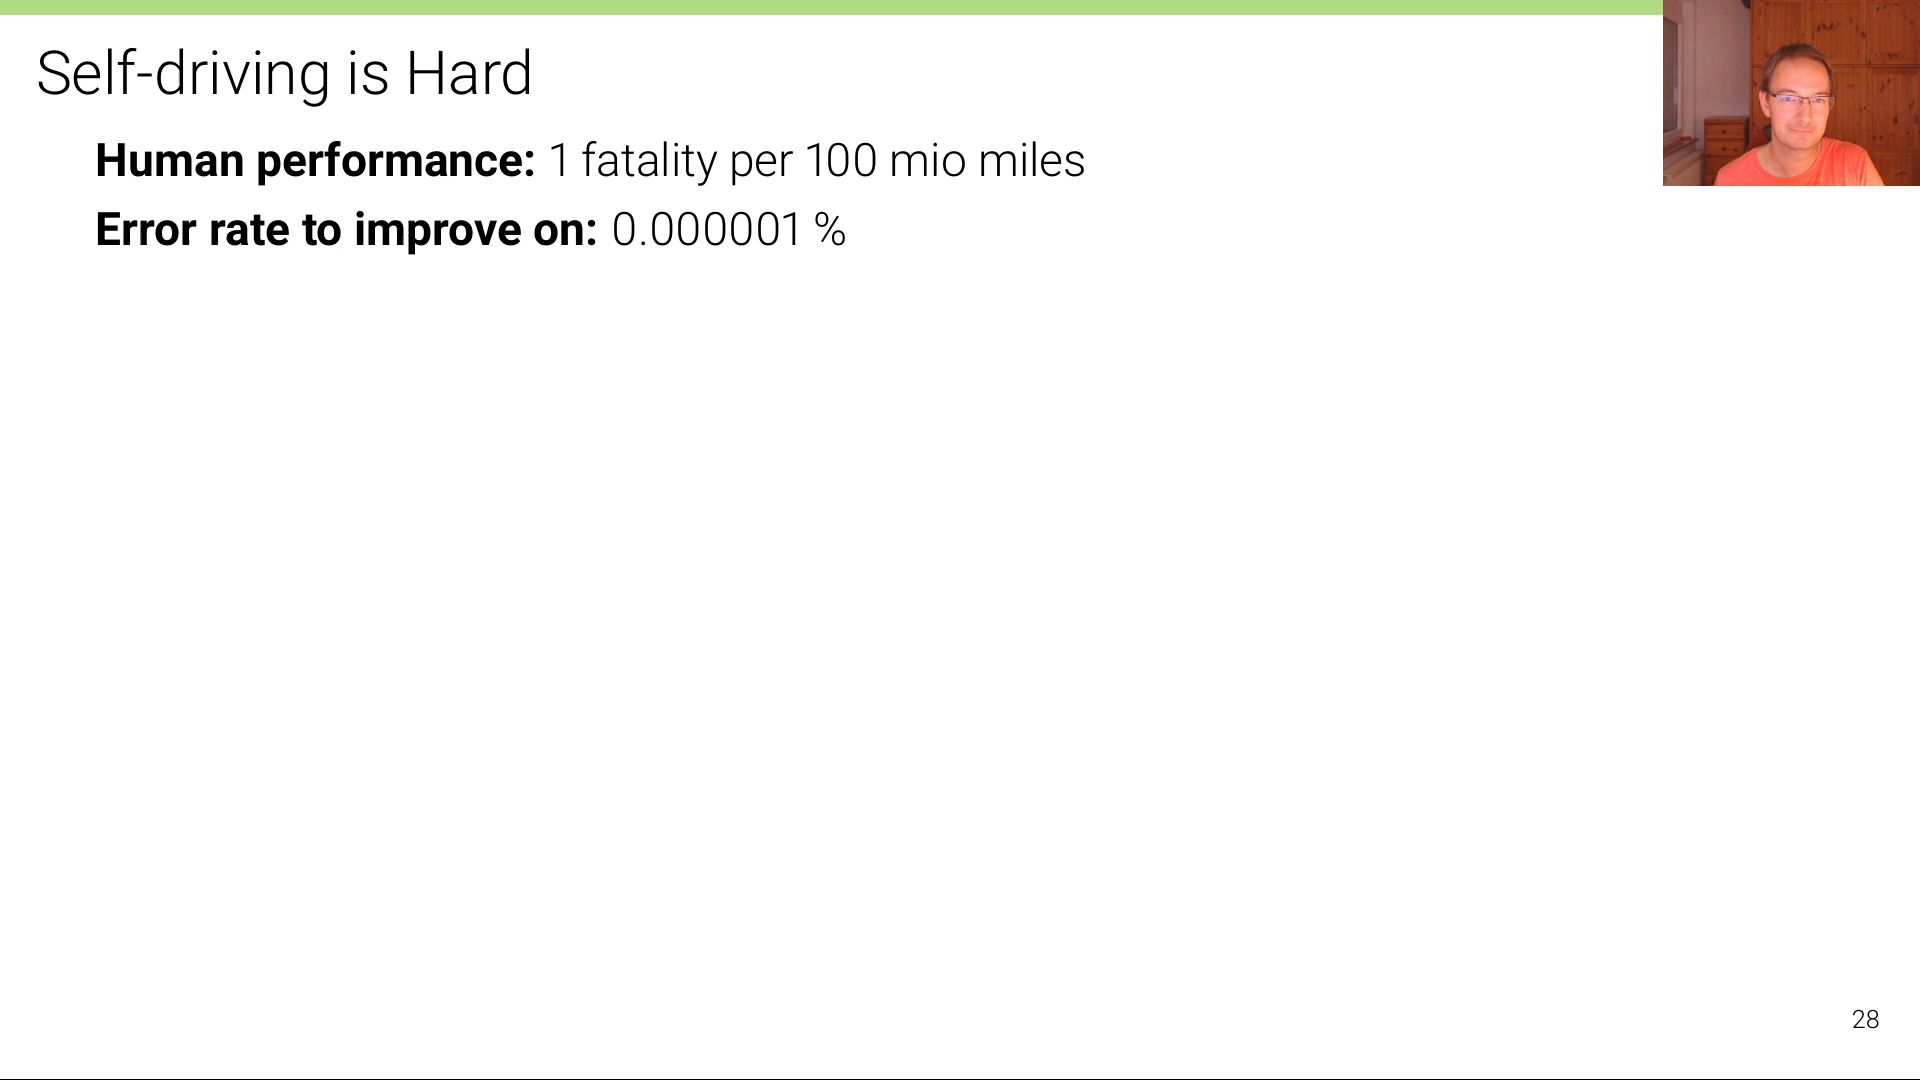 Self-driving is Hard
Human performance: 1 fatality per 100 mio miles
Error rate to improve on: 0.000001 %
28